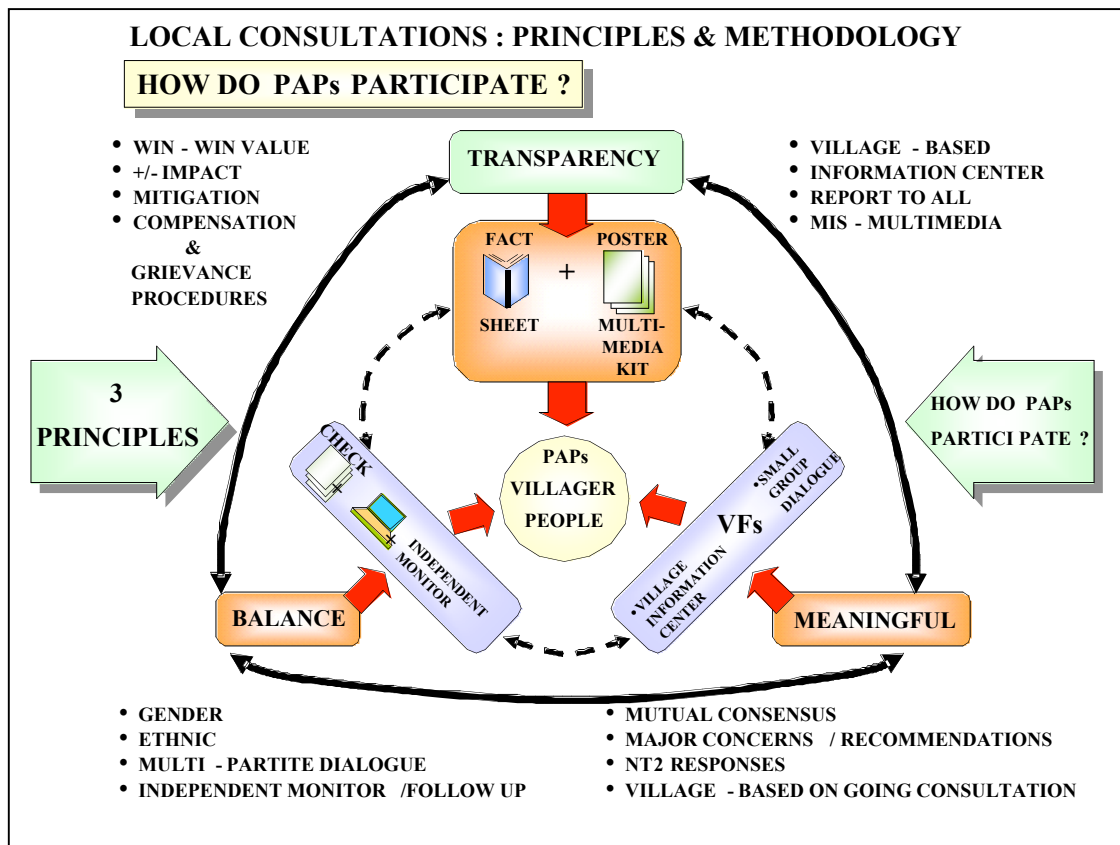 LOCAL CONSULTATIONS : PRINCIPLES & METHODOLOGY
HOW DO PAPs PARTICIPATE ?
• WIN - WIN VALUE
• +/- IMPACT
• MITIGATION
• COMPENSATION
&
GRIEVANCE
PROCEDURES
TRANSPARENCY
• VILLAGE - BASED
• INFORMATION CENTER
• REPORT TO ALL
• MIS - MULTIMEDIA
FACT
SHEET
+
POSTER
MULTI-
MEDIA
KIT
3
PRINCIPLES
HOW DO PAPs
PARTICI PATE ?
CHECK
INDEPENDENT
MONITOR
PAPs
VILLAGER
PEOPLE
•SMALL
GROUP
DIALOGUE
VFs
•VILLAGE
INFORMATION
CENTER
BALANCE
MEANINGFUL
• GENDER
• ETHNIC
• MULTI - PARTITE DIALOGUE
• INDEPENDENT MONITOR /FOLLOW UP
• MUTUAL CONSENSUS
• MAJOR CONCERNS / RECOMMENDATIONS
• NT2 RESPONSES
• VILLAGE - BASED ON GOING CONSULTATION